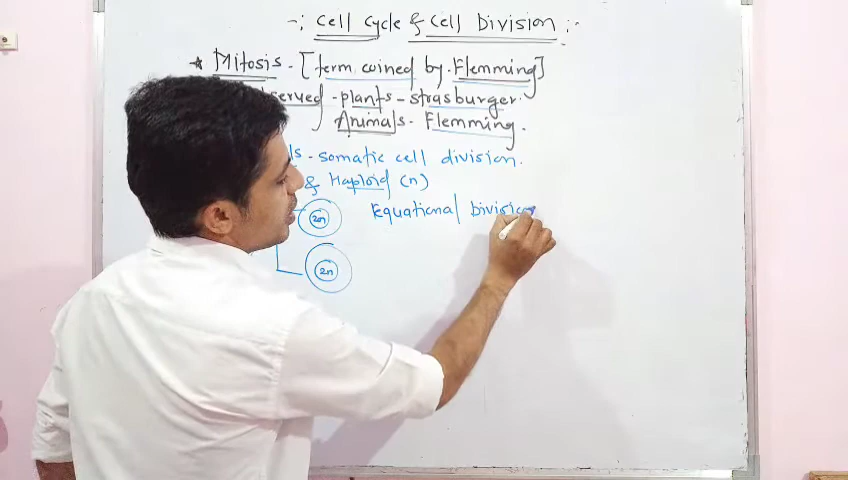 -: Cell Cycle & Cell Division :-
* Mitosis - [term coined by. Flemming]
- plants - strasburger.
Animals - Flemming.
- somatic cell division.
& Haploid (n)
2n Equational Division
2n